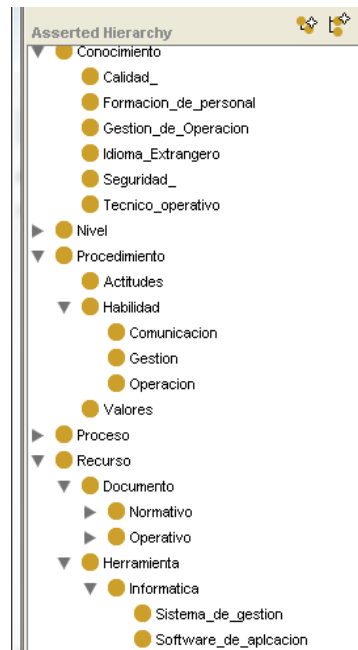 Asserted Hierarchy
Conocimiento
Calidad_
Formacion_de_personal
Gestion_de_Operacion
Idioma_Extrangero
Seguridad_
Tecnico_operativo
Nivel
Procedimiento
Actitudes
Habilidad
Comunicacion
Gestion
Operacion
Valores
Proceso
Recurso
Documento
Normativo
Operativo
Herramienta
Informatica
Sistema_de_gestion
Software_de_aplcacion